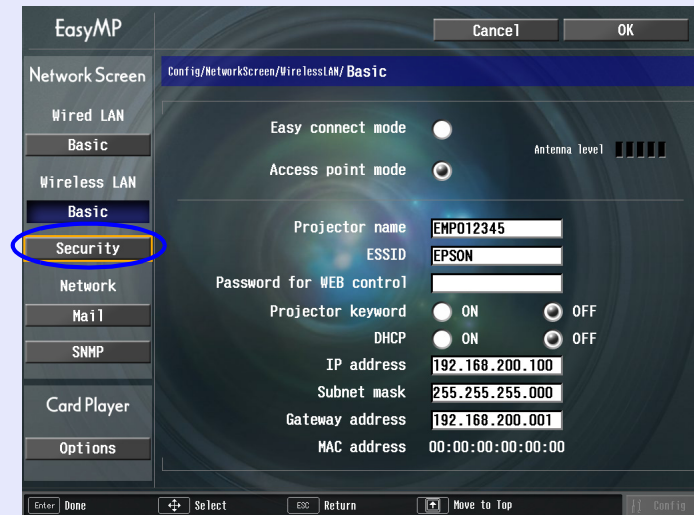 EasyMP
Cancel
OK
Network Screen
Config/NetworkScreen/WirelessLAN/Basic
Wired LAN
Basic
Wireless LAN
Basic
Security
Network
Mail
SNMP
Card Player
Options
Easy connect mode
Antenna level
Access point mode
Projector name EMP012345
ESSID EPSON
Password for WEB control
Projector keyword ON OFF
DHCP ON OFF
IP address 192.168.200.100
Subnet mask 255.255.255.000
Gateway address 192.168.200.001
MAC address 00:00:00:00:00:00
Enter Done Select ESC Return Move to Top Config